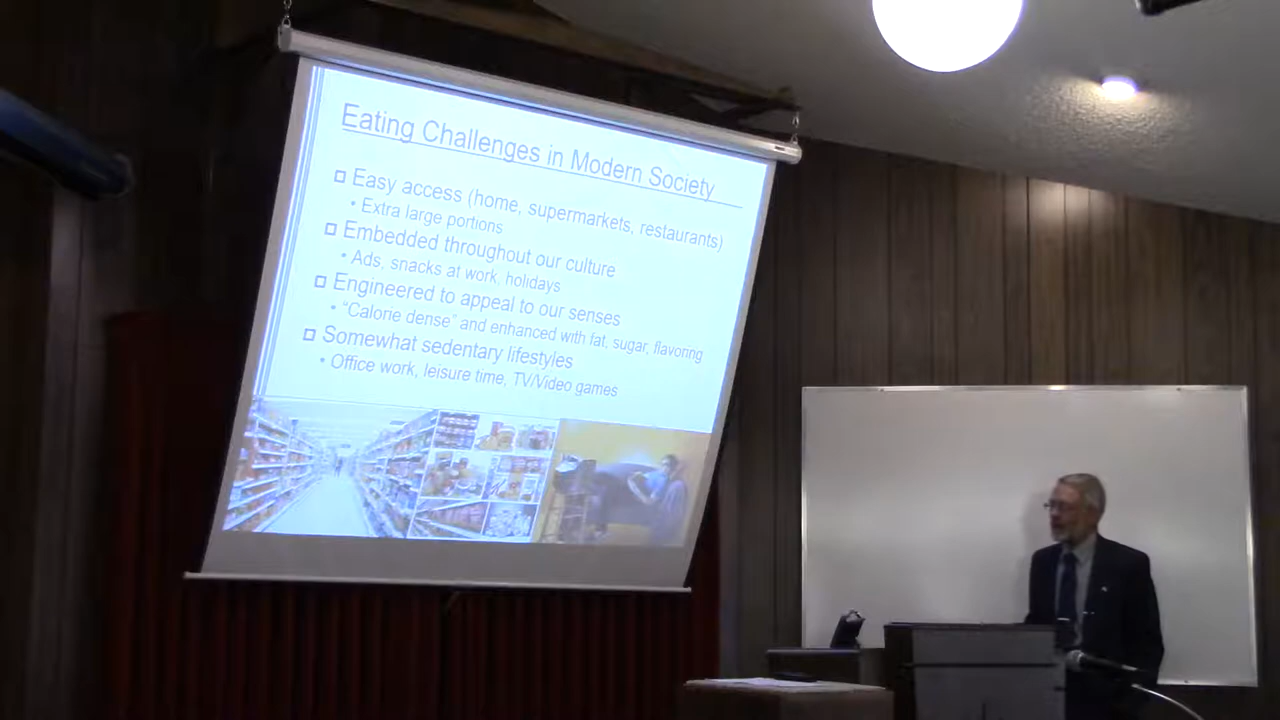 Eating Challenges in Modern Society
Easy access (home, supermarkets, restaurants)
• Extra large portions
Embedded throughout our culture
• Ads, snacks at work, holidays
Engineered to appeal to our senses
• “Calorie dense” and enhanced with fat, sugar, flavoring
Somewhat sedentary lifestyles
• Office work, leisure time, TV/Video games